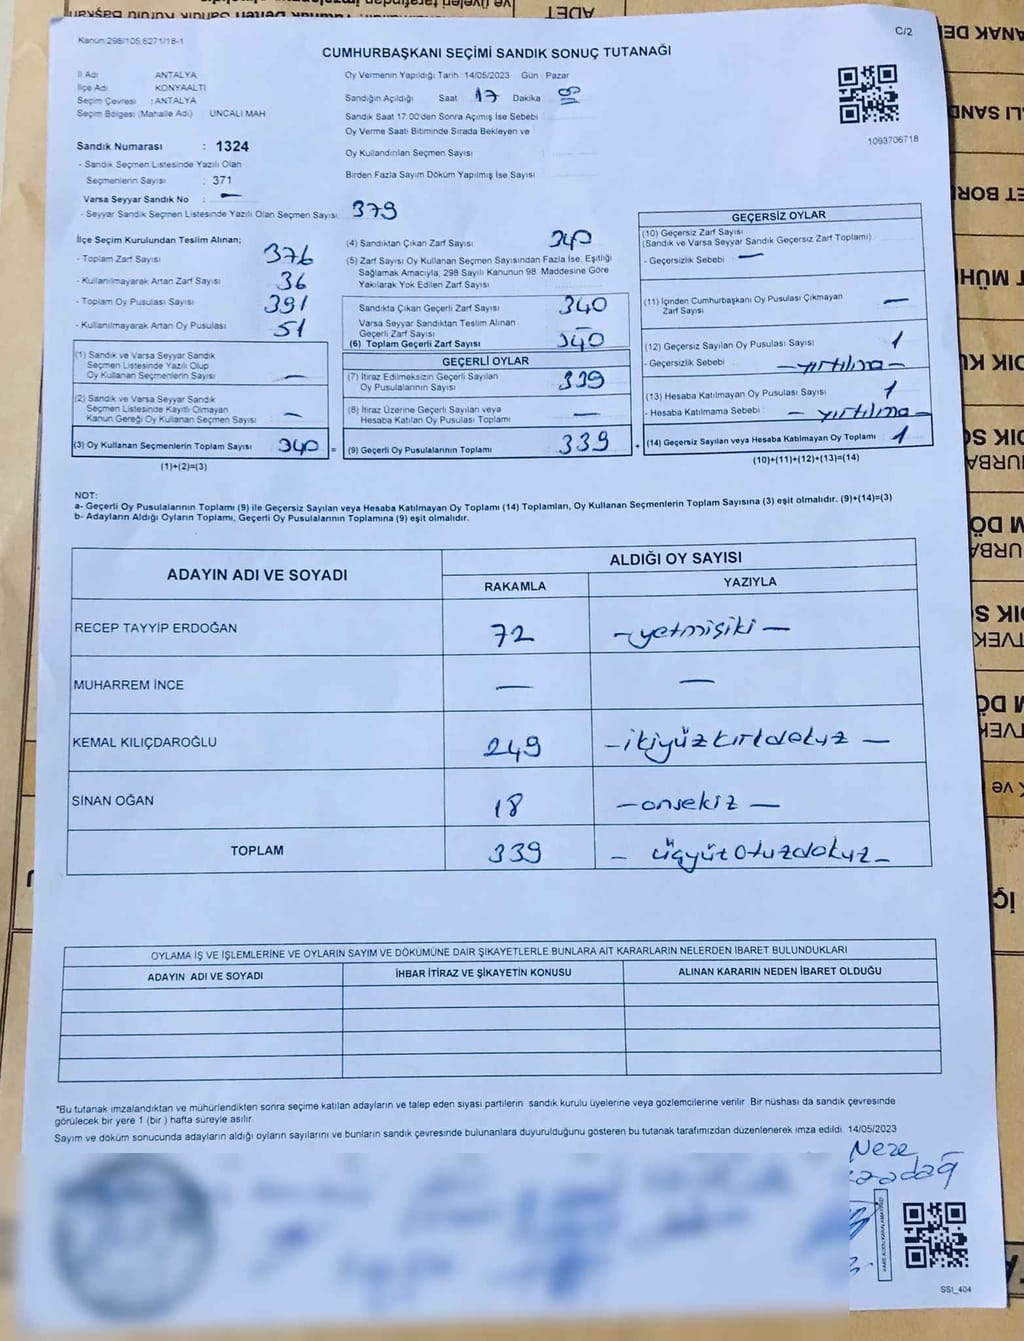 C/2
Kanun:298/105,6271/18-1
CUMHURBAŞKANI SEÇİMİ SANDIK SONUÇ TUTANAĞI
İl Adı ANTALYA
İlçe Adı KONYAALTI
Seçim Çevresi : ANTALYA
Seçim Bölgesi (Mahalle Adı) UNCALI MAH
Sandık Numarası : 1324
- Sandık Seçmen Listesinde Yazılı Olan
Seçmenlerin Sayısı : 371
Varsa Seyyar Sandık No : —
- Seyyar Sandık Seçmen Listesinde Yazılı Olan Seçmen Sayısı: 379
Oy Vermenin Yapıldığı Tarih :14/05/2023 Gün : Pazar
Sandığın Açıldığı Saat 17 Dakika
Sandık Saat 17:00'den Sonra Açımış İse Sebebi
Oy Verme Saati Bitiminde Sırada Bekleyen ve
Oy Kullandırılan Seçmen Sayısı
Birden Fazla Sayım Döküm Yapılmış İse Sayısı
1093706718
İlçe Seçim Kurulundan Teslim Alınan;
- Toplam Zarf Sayısı 376
- Kullanılmayarak Artan Zarf Sayısı 36
- Toplam Oy Pusulası Sayısı 391
- Kullanılmayarak Artan Oy Pusulası 51
(1) Sandık ve Varsa Seyyar Sandık
Seçmen Listesinde Yazılı Olup
Oy Kullanan Seçmenlerin Sayısı —
(2) Sandık ve Varsa Seyyar Sandık
Seçmen Listesinde Kayıtlı Olmayan
Kanun Gereği Oy Kullanan Seçmen Sayısı —
(3) Oy Kullanan Seçmenlerin Toplam Sayısı 340 =
(1)+(2)=(3)
(4) Sandıktan Çıkan Zarf Sayısı 340
(5) Zarf Sayısı Oy Kullanan Seçmen Sayısından Fazla İse, Eşitliği
Sağlamak Amacıyla, 298 Sayılı Kanunun 98. Maddesine Göre
Yakılarak Yok Edilen Zarf Sayısı
Sandıkta Çıkan Geçerli Zarf Sayısı 340
Varsa Seyyar Sandıktan Teslim Alınan
Geçerli Zarf Sayısı —
(6) Toplam Geçerli Zarf Sayısı 340
GEÇERLİ OYLAR
(7) İtiraz Edilmeksizin Geçerli Sayılan
Oy Pusulalarının Sayısı 339
(8) İtiraz Üzerine Geçerli Sayılan veya
Hesaba Katılan Oy Pusulaları Toplamı —
(9) Geçerli Oy Pusulalarının Toplamı 339 +
GEÇERSİZ OYLAR
(10) Geçersiz Zarf Sayısı
(Sandık ve Varsa Seyyar Sandık Geçersiz Zarf Toplamı)
- Geçersizlik Sebebi : —
(11) İçinden Cumhurbaşkanı Oy Pusulası Çıkmayan
Zarf Sayısı —
(12) Geçersiz Sayılan Oy Pusulası Sayısı 1
- Geçersizlik Sebebi : — yırtılma —
(13) Hesaba Katılmayan Oy Pusulası Sayısı 1
- Hesaba Katılmama Sebebi : — yırtılma —
(14) Geçersiz Sayılan veya Hesaba Katılmayan Oy Toplamı 1
(10)+(11)+(12)+(13)=(14)
NOT:
a- Geçerli Oy Pusulalarının Toplamı (9) ile Geçersiz Sayılan veya Hesaba Katılmayan Oy Toplamı (14) Toplamları, Oy Kullanan Seçmenlerin Toplam Sayısına (3) eşit olmalıdır. (9)+(14)=(3)
b- Adayların Aldığı Oyların Toplamı, Geçerli Oy Pusulalarının Toplamına (9) eşit olmalıdır.
ADAYIN ADI VE SOYADI ALDIĞI OY SAYISI
RAKAMLA YAZIYLA
RECEP TAYYİP ERDOĞAN 72 —yetmişiki—
MUHARREM İNCE — —
KEMAL KILIÇDAROĞLU 249 —ikiyüzkırkdokuz—
SİNAN OĞAN 18 —onsekiz—
TOPLAM 339 — üçyüzotuzdokuz—
OYLAMA İŞ VE İŞLEMLERİNE VE OYLARIN SAYIM VE DÖKÜMÜNE DAİR ŞİKAYETLERLE BUNLARA AİT KARARLARIN NELERDEN İBARET BULUNDUKLARI
ADAYIN ADI VE SOYADI İHBAR İTİRAZ VE ŞİKAYETİN KONUSU ALINAN KARARIN NEDEN İBARET OLDUĞU
*Bu tutanak imzalandıktan ve mühürlendikten sonra seçime katılan adayların ve talep eden siyasi partilerin sandık kurulu üyelerine veya gözlemcilerine verilir. Bir nüshası da sandık çevresinde
görülecek bir yere 1 (bir ) hafta süreyle asılır.
Sayım ve döküm sonucunda adayların aldığı oyların sayılarını ve bunların sandık çevresinde bulunanlara duyurulduğunu gösteren bu tutanak tarafımızdan düzenlenerek imza edildi. 14/05/2023
SSI_404